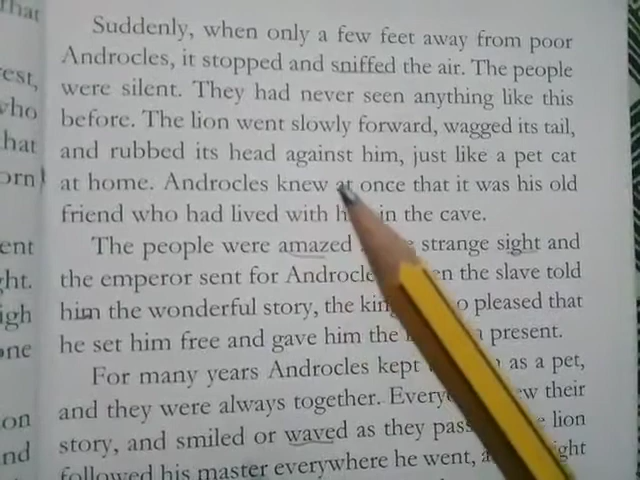 that
Suddenly, when only a few feet away from poor
Androcles, it stopped and sniffed the air. The people
were silent. They had never seen anything like this
before. The lion went slowly forward, wagged its tail,
and rubbed its head against him, just like a pet cat
at home. Androcles knew at once that it was his old
friend who had lived with in the cave.
The people were amazed strange sight and
the emperor sent for the slave told
him the wonderful story, the pleased that
he set him free and gave him the present.
For many years Androcles kept as a pet,
and they were always together. their
story, and smiled or waved as they lion
followed his master everywhere he went,
who
hat
ent